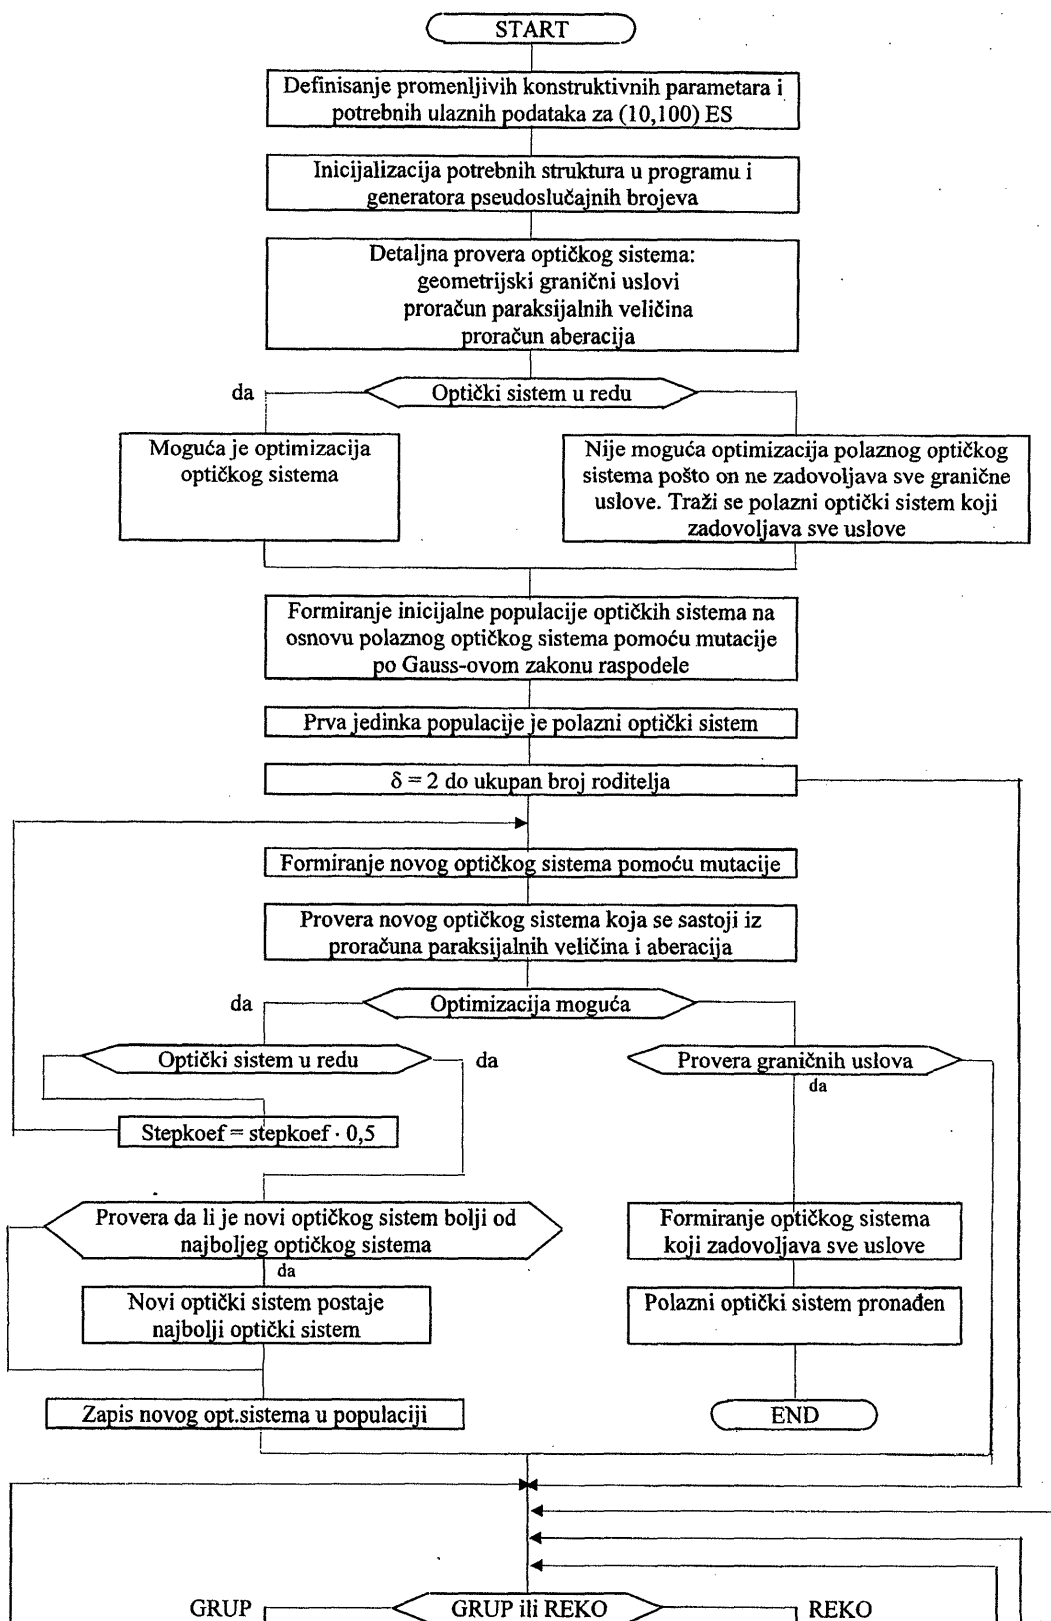 START
Definisanje promenljivih konstruktivnih parametara i
potrebnih ulaznih podataka za (10,100) ES
Inicijalizacija potrebnih struktura u programu i
generatora pseudoslučajnih brojeva
Detaljna provera optičkog sistema:
geometrijski granični uslovi
proračun paraksijalnih veličina
proračun aberacija
da
Optički sistem u redu
Moguća je optimizacija
optičkog sistema
Nije moguća optimizacija polaznog optičkog
sistema pošto on ne zadovoljava sve granične
uslove. Traži se polazni optički sistem koji
zadovoljava sve uslove
Formiranje inicijalne populacije optičkih sistema na
osnovu polaznog optičkog sistema pomoću mutacije
po Gauss-ovom zakonu raspodele
Prva jedinka populacije je polazni optički sistem
δ = 2 do ukupan broj roditelja
Formiranje novog optičkog sistema pomoću mutacije
Provera novog optičkog sistema koja se sastoji iz
proračuna paraksijalnih veličina i aberacija
da
Optimizacija moguća
Optički sistem u redu
da
Provera graničnih uslova
da
Stepkoef = stepkoef · 0,5
Provera da li je novi optičkog sistem bolji od
najboljeg optičkog sistema
da
Formiranje optičkog sistema
koji zadovoljava sve uslove
Novi optički sistem postaje
najbolji optički sistem
Polazni optički sistem pronađen
Zapis novog opt.sistema u populaciji
END
GRUP
GRUP ili REKO
REKO